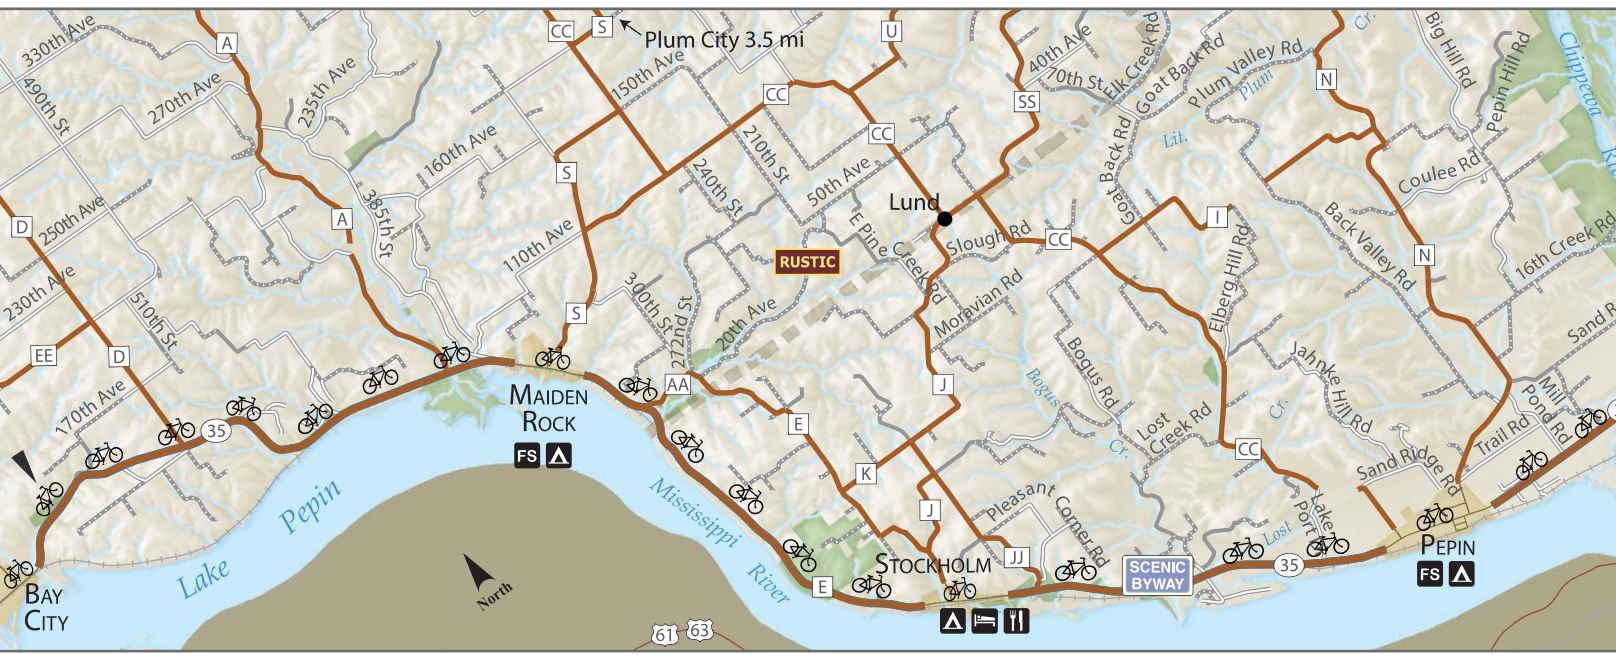 330th Ave
A
CC
S
Plum City 3.5 mi
U
40th Ave
70th St
Elk Creek Rd
Goat Back Rd
Plum Valley Rd
Plum
Cr.
N
Big Hill Rd
Pepin Hill Rd
Chippewa
490th St
270th Ave
235th Ave
150th Ave
CC
SS
CC
160th Ave
210th St
Lit.
Goat Back Rd
Coulee Rd
S
240th St
50th Ave
Lund
385th St
D
250th Ave
A
110th Ave
E Pine Creek Rd
Slough Rd
CC
I
Back Valley Rd
N
16th Creek Rd
RUSTIC
230th Ave
510th St
300th St
272nd St
20th Ave
Moravian Rd
Elberg Hill Rd
Sand R
S
EE
D
170th Ave
35
Maiden
Rock
FS
AA
E
J
K
J
Bogus Rd
Bogus
Cr.
Lost
Creek Rd
Cr.
Jahnke Hill Rd
Mill
Pond Rd
Trail Rd
CC
Sand Ridge Rd
Lake
Port
Lost
Pleasant
Corner Rd
Lake
Pepin
Mississippi
River
Stockholm
JJ
E
SCENIC
BYWAY
35
Pepin
FS
Bay
City
North
61
63